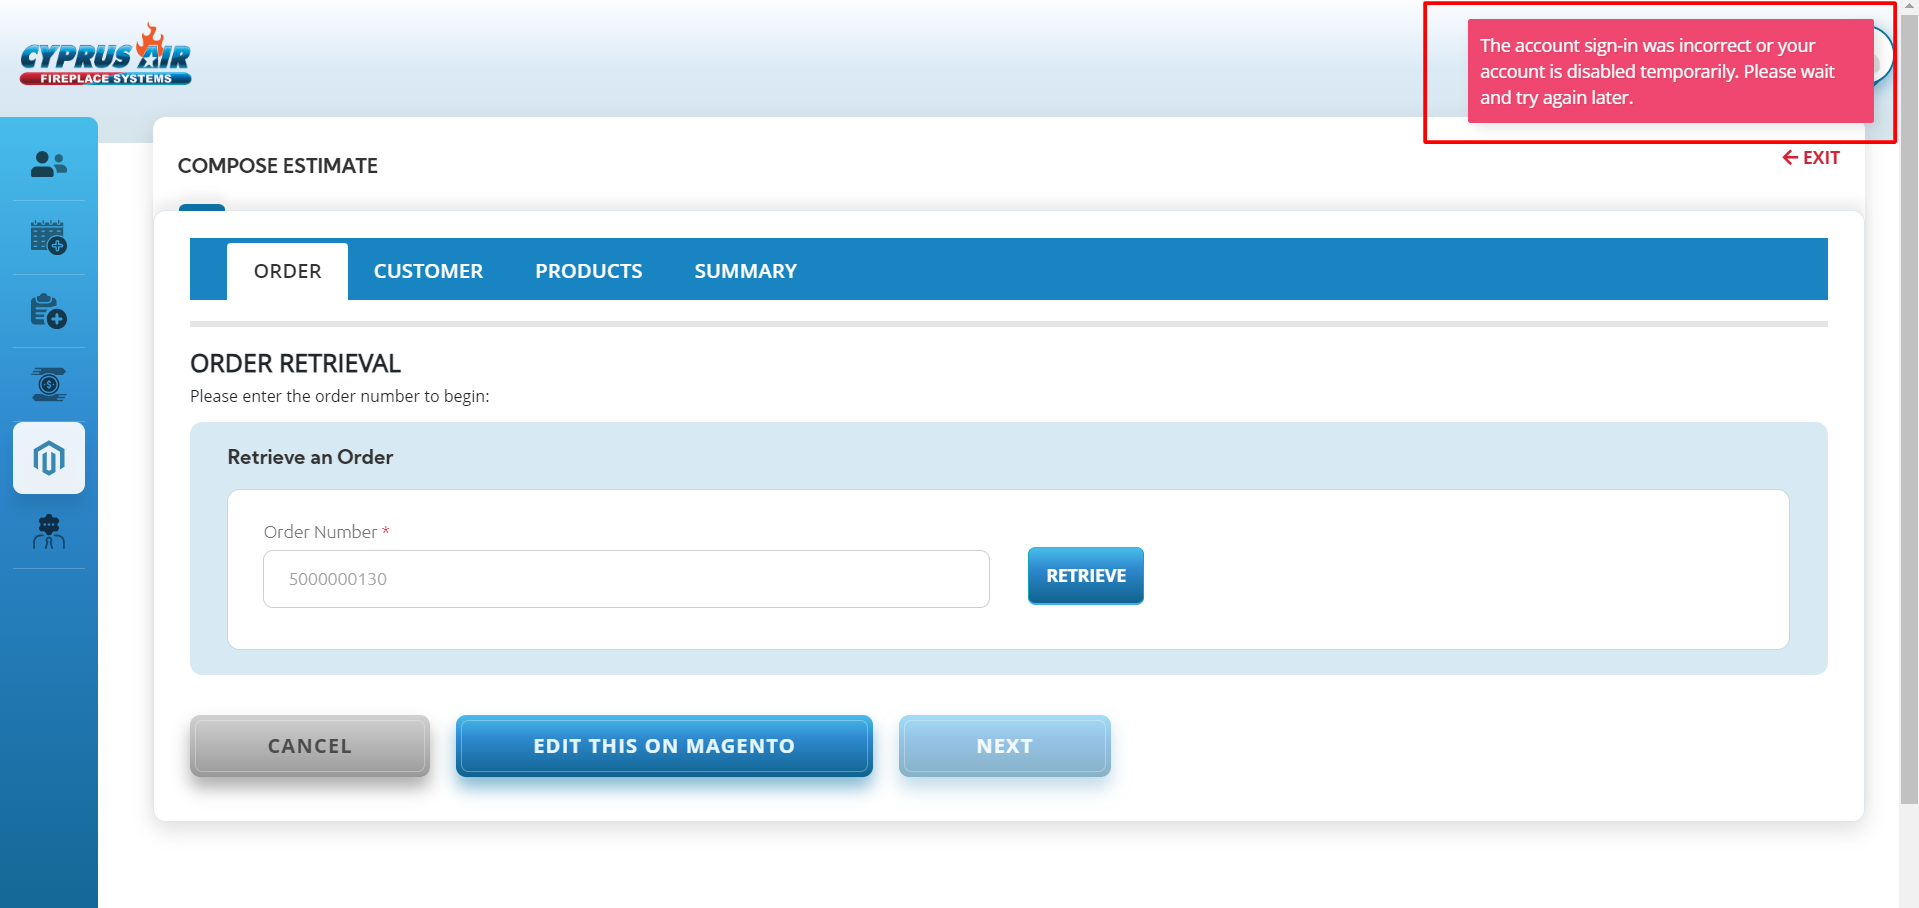 CYPRUS AIR
FIREPLACE SYSTEMS
The account sign-in was incorrect or your
account is disabled temporarily. Please wait
and try again later.
COMPOSE ESTIMATE
EXIT
ORDER
CUSTOMER
PRODUCTS
SUMMARY
ORDER RETRIEVAL
Please enter the order number to begin:
Retrieve an Order
Order Number *
5000000130
RETRIEVE
CANCEL
EDIT THIS ON MAGENTO
NEXT